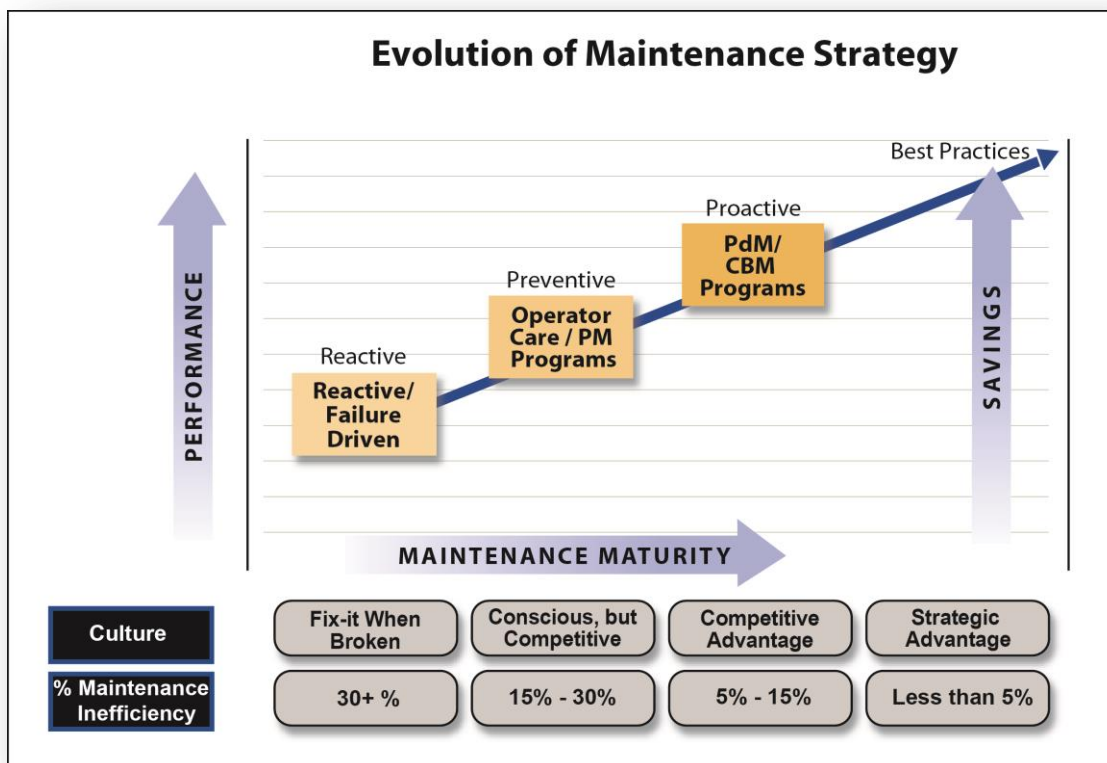 Evolution of Maintenance Strategy
Best Practices
Proactive
PdM/
CBM
Programs
Preventive
Operator
Care / PM
Programs
Reactive
Reactive/
Failure
Driven
PERFORMANCE
SAVINGS
MAINTENANCE MATURITY
Culture
Fix-it When
Broken
Conscious, but
Competitive
Competitive
Advantage
Strategic
Advantage
% Maintenance
Inefficiency
30+ %
15% - 30%
5% - 15%
Less than 5%